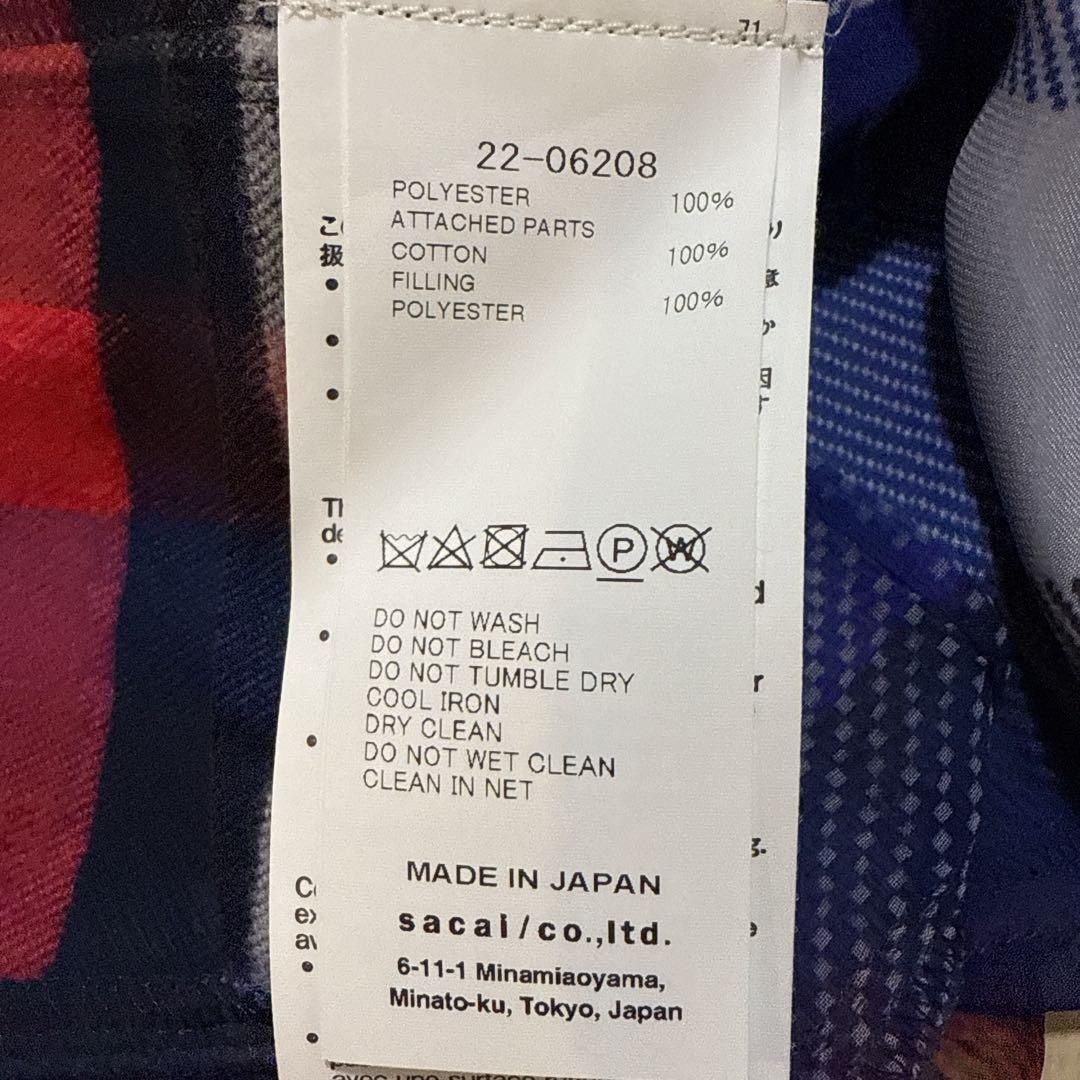 71
22-06208
POLYESTER 100%
ATTACHED PARTS
COTTON 100%
FILLING
POLYESTER 100%
P
W
DO NOT WASH
DO NOT BLEACH
DO NOT TUMBLE DRY
COOL IRON
DRY CLEAN
DO NOT WET CLEAN
CLEAN IN NET
MADE IN JAPAN
sacai/co.,ltd.
6-11-1 Minamiaoyama,
Minato-ku, Tokyo, Japan